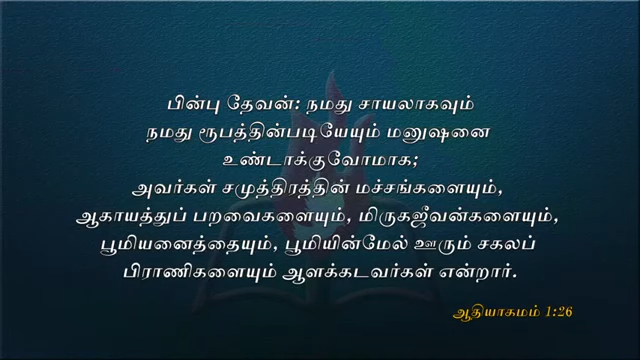 பின்பு தேவன்: நமது சாயலாகவும்
நமது ரூபத்தின்படியேயும் மனுஷனை
உண்டாக்குவோமாக;
அவர்கள் சமுத்திரத்தின் மச்சங்களையும்,
ஆகாயத்துப் பறவைகளையும், மிருகஜீவன்களையும்,
பூமியனைத்தையும், பூமியின்மேல் ஊரும் சகலப்
பிராணிகளையும் ஆளக்கடவர்கள் என்றார்.
ஆதியாகமம் 1:26